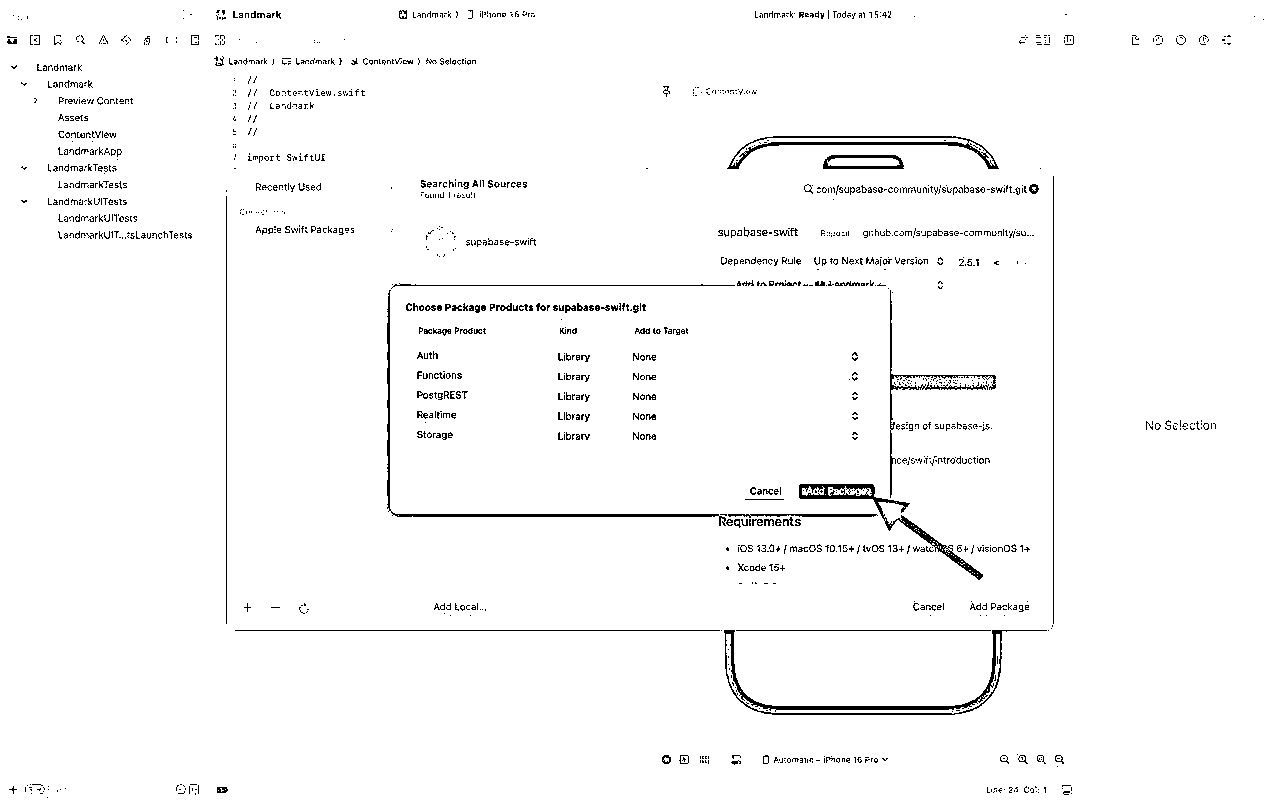 Landmark
Landmark 〉 iPhone 16 Pro
Landmark: Ready | Today at 15:42
Landmark
Landmark
Preview Content
Assets
ContentView
LandmarkApp
LandmarkTests
LandmarkTests
LandmarkUITests
LandmarkUITests
LandmarkUIT...tsLaunchTests
Landmark 〉 Landmark 〉 ContentView 〉 No Selection
1 //
2 // ContentView.swift
3 // Landmark
4 //
5 //
6
7 import SwiftUI
ContentView
Recently Used
Apple Swift Packages
Searching All Sources
Found 1 result
supabase-swift
com/supabase-community/supabase-swift.git
supabase-swift
github.com/supabase-community/su...
Dependency Rule Up to Next Major Version 2.5.1 <
Add to Project Landmark
Choose Package Products for supabase-swift.git
Package Product Kind Add to Target
Auth Library None
Functions Library None
PostgREST Library None
Realtime Library None
Storage Library None
Cancel Add Package
design of supabase-js.
nce/swift/introduction
Requirements
• iOS 13.0+ / macOS 10.15+ / tvOS 13+ / watchOS 6+ / visionOS 1+
• Xcode 15+
Add Local...
Cancel Add Package
No Selection
Automatic – iPhone 16 Pro
Line: 24 Col: 1